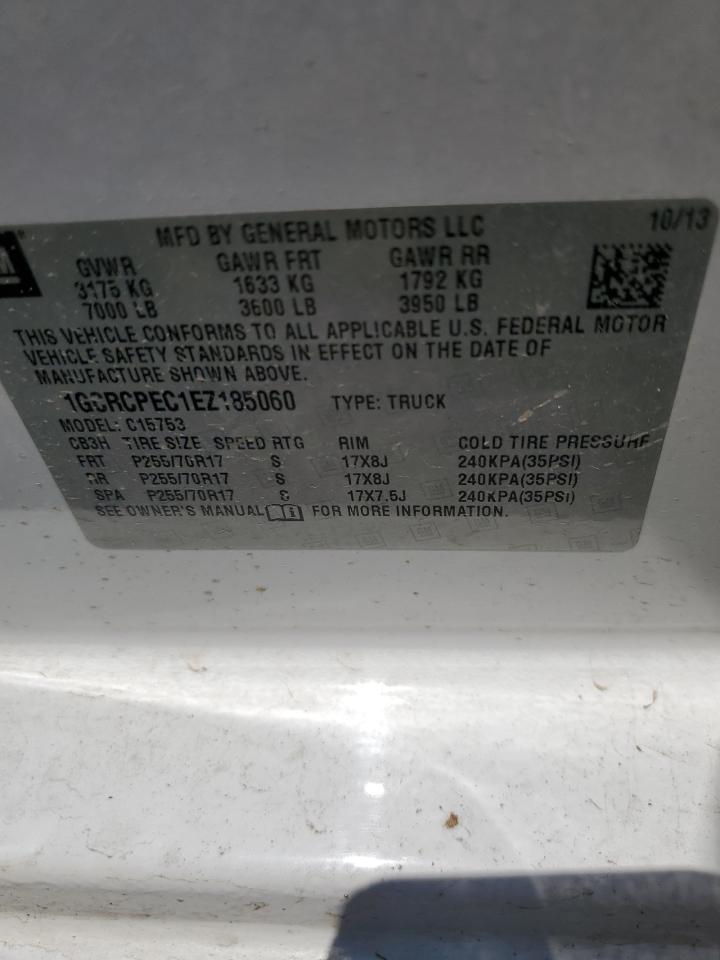 GM®
MFD BY GENERAL MOTORS LLC 10/13
GVWR GAWR FRT GAWR RR
3175 KG 1633 KG 1792 KG
7000 LB 3600 LB 3950 LB
THIS VEHICLE CONFORMS TO ALL APPLICABLE U.S. FEDERAL MOTOR
VEHICLE SAFETY STANDARDS IN EFFECT ON THE DATE OF
MANUFACTURE SHOWN ABOVE.
1GCRCPEC1EZ185060 TYPE: TRUCK
MODEL: C15753
CB3H TIRE SIZE SPEED RTG RIM COLD TIRE PRESSURE
FRT P255/70R17 S 17X8J 240KPA(35PSI)
RR P255/70R17 S 17X8J 240KPA(35PSI)
SPA P255/70R17 S 17X7.5J 240KPA(35PSI)
SEE OWNER'S MANUAL FOR MORE INFORMATION.